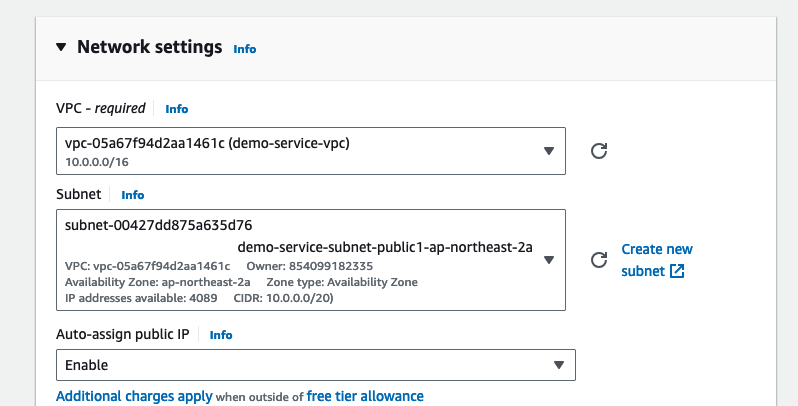 Network settings Info
VPC - required Info
vpc-05a67f94d2aa1461c (demo-service-vpc)
10.0.0.0/16
Subnet Info
subnet-00427dd875a635d76
demo-service-subnet-public1-ap-northeast-2a
VPC: vpc-05a67f94d2aa1461c Owner: 854099182335
Availability Zone: ap-northeast-2a Zone type: Availability Zone
IP addresses available: 4089 CIDR: 10.0.0.0/20)
Create new
subnet
Auto-assign public IP Info
Enable
Additional charges apply when outside of free tier allowance